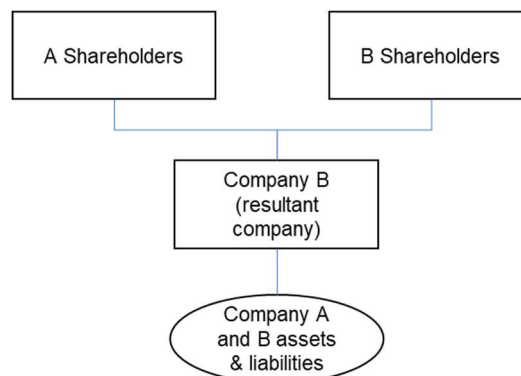 A Shareholders
B Shareholders
Company B
(resultant
company)
Company A
and B assets
& liabilities